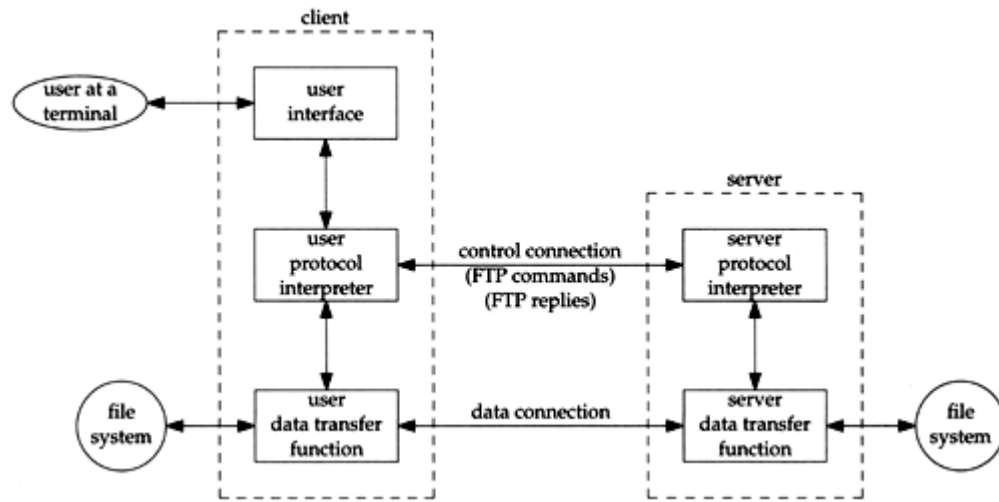 client
user at a
terminal
user
interface
server
user
protocol
interpreter
control connection
(FTP commands)
(FTP replies)
server
protocol
interpreter
file
system
user
data transfer
function
data connection
server
data transfer
function
file
system